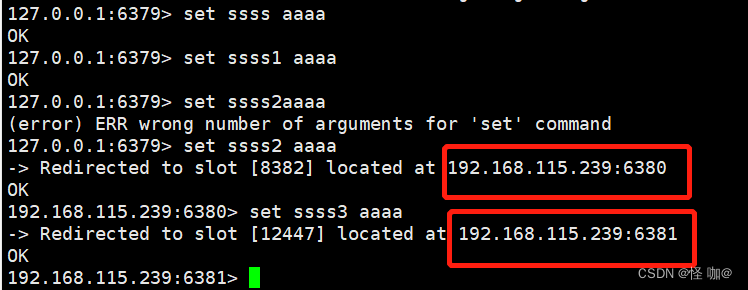 127.0.0.1:6379> set ssss aaaa
OK
127.0.0.1:6379> set ssss1 aaaa
OK
127.0.0.1:6379> set ssss2aaaa
(error) ERR wrong number of arguments for 'set' command
127.0.0.1:6379> set ssss2 aaaa
-> Redirected to slot [8382] located at 192.168.115.239:6380
OK
192.168.115.239:6380> set ssss3 aaaa
-> Redirected to slot [12447] located at 192.168.115.239:6381
OK
192.168.115.239:6381>
CSDN @怪 咖@